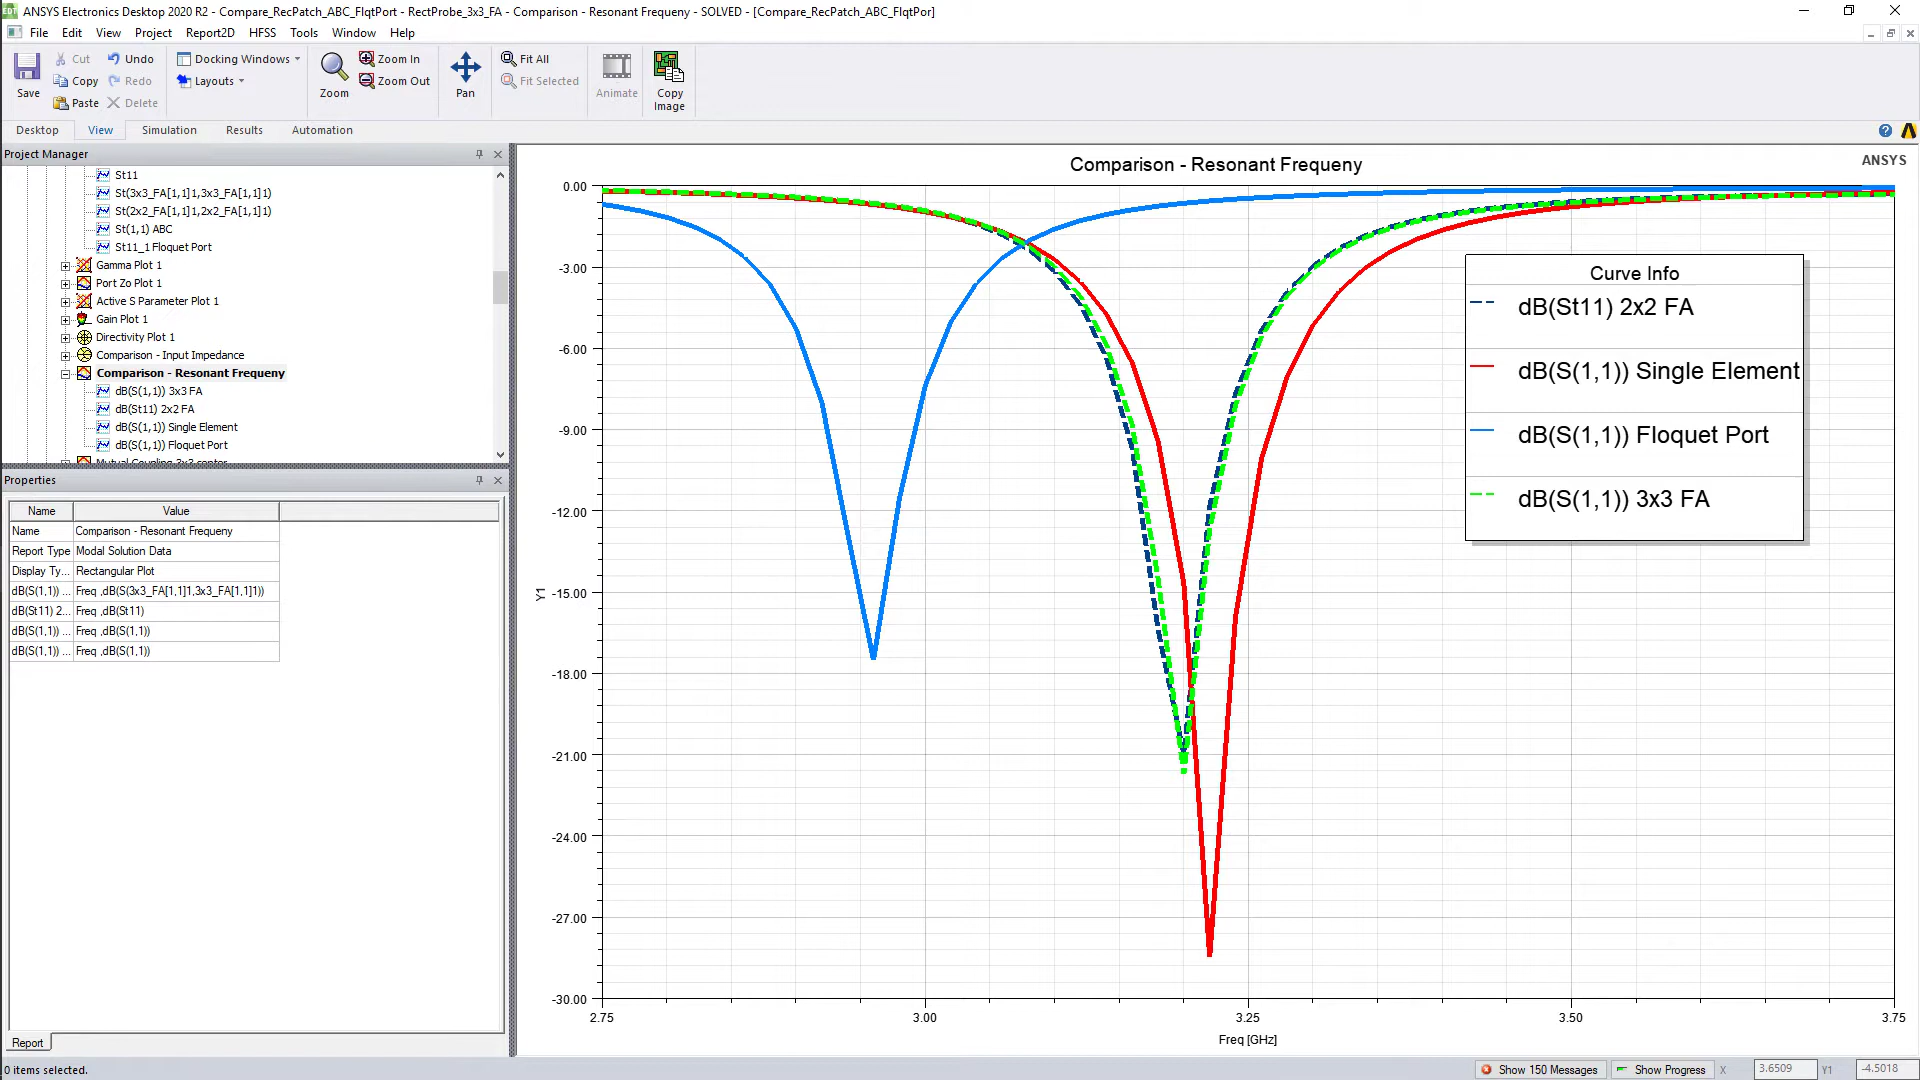 ANSYS Electronics Desktop 2020 R2 - Compare_RecPatch_ABC_FlqtPort - RectProbe_3x3_FA - Comparison - Resonant Frequeny - SOLVED - [Compare_RecPatch_ABC_FlqtPor]
File Edit View Project Report2D HFSS Tools Window Help
Save Cut Copy Paste Undo Redo Delete
Docking Windows Layouts
Zoom Zoom In Zoom Out Pan Fit All Fit Selected Animate Copy Image
Desktop View Simulation Results Automation
Project Manager
St11
St(3x3_FA[1,1]1,3x3_FA[1,1]1)
St(2x2_FA[1,1]1,2x2_FA[1,1]1)
St(1,1) ABC
St11_1 Floquet Port
Gamma Plot 1
Port Zo Plot 1
Active S Parameter Plot 1
Gain Plot 1
Directivity Plot 1
Comparison - Input Impedance
Comparison - Resonant Frequeny
dB(S(1,1)) 3x3 FA
dB(St11) 2x2 FA
dB(S(1,1)) Single Element
dB(S(1,1)) Floquet Port
Mutual Coupling 3x3 center
Properties
Name Value
Name Comparison - Resonant Frequeny
Report Type Modal Solution Data
Display Ty... Rectangular Plot
dB(S(1,1)) ... Freq ,dB(S(3x3_FA[1,1]1,3x3_FA[1,1]1))
dB(St11) 2... Freq ,dB(St11)
dB(S(1,1)) ... Freq ,dB(S(1,1))
dB(S(1,1)) ... Freq ,dB(S(1,1))
Report
Comparison - Resonant Frequeny
ANSYS
0.00
-3.00
-6.00
-9.00
-12.00
-15.00
-18.00
-21.00
-24.00
-27.00
-30.00
Y1
2.75 3.00 3.25 3.50 3.75
Freq [GHz]
Curve Info
dB(St11) 2x2 FA
dB(S(1,1)) Single Element
dB(S(1,1)) Floquet Port
dB(S(1,1)) 3x3 FA
0 items selected.
Show 150 Messages Show Progress X 3.6509 Y1 -4.5018